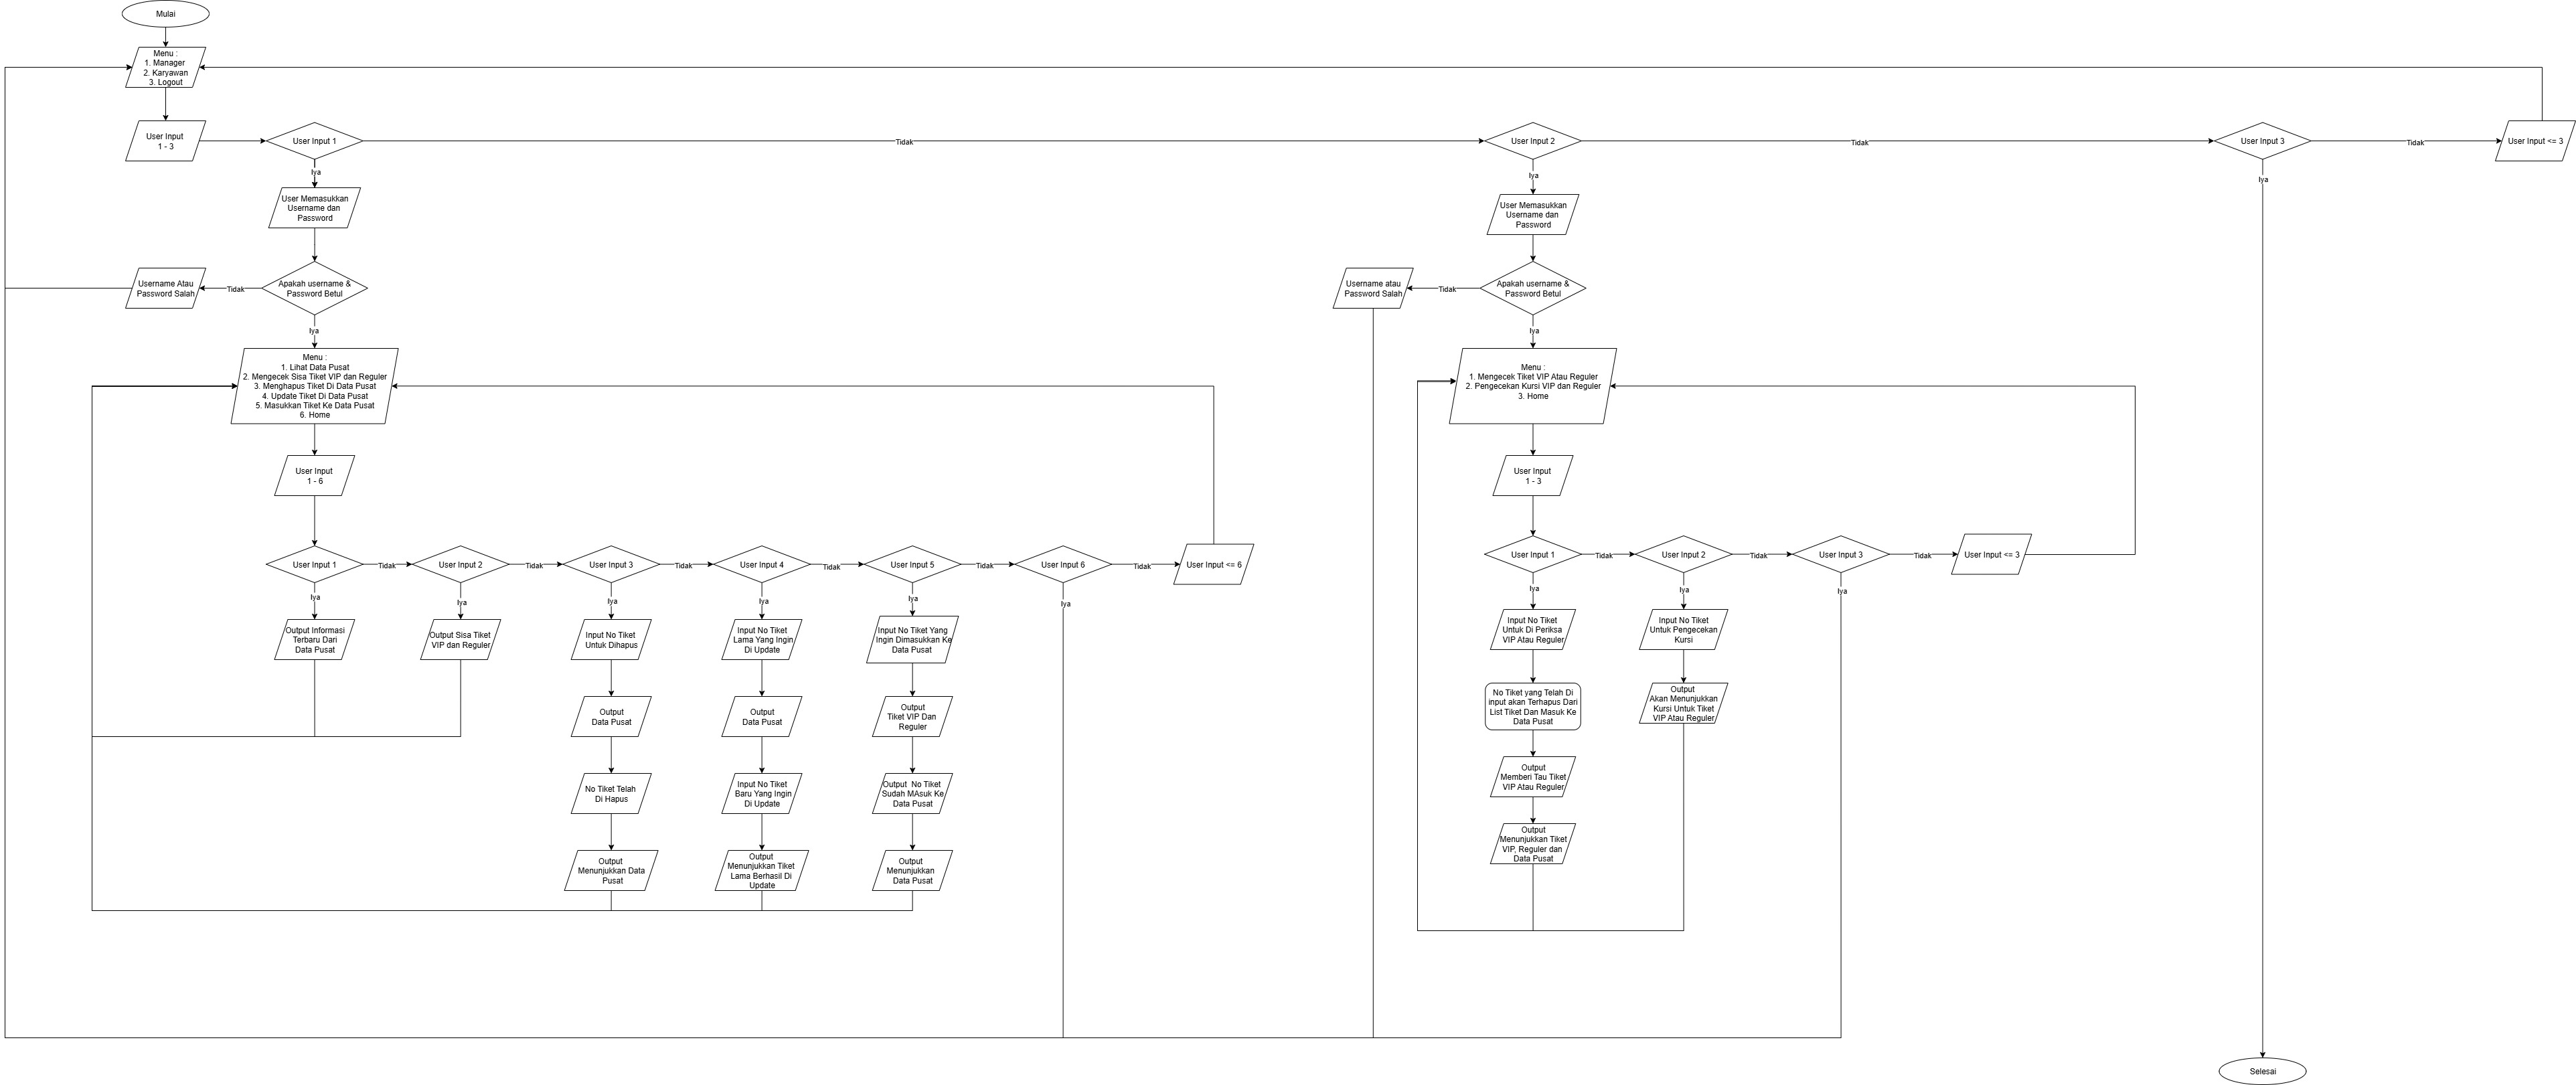 Mulai
Menu :
1. Manager
2. Karyawan
3. Logout
User Input
1 - 3
User Input 1
Tidak
User Input 2
Tidak
User Input 3
Tidak
User Input <= 3
Iya
User Memasukkan
Username dan
Password
Apakah username &
Password Betul
Tidak
Username Atau
Password Salah
Iya
Menu :
1. Lihat Data Pusat
2. Mengecek Sisa Tiket VIP dan Reguler
3. Menghapus Tiket Di Data Pusat
4. Update Tiket Di Data Pusat
5. Masukkan Tiket Ke Data Pusat
6. Home
User Input
1 - 6
User Input 1
Tidak
User Input 2
Tidak
User Input 3
Tidak
User Input 4
Tidak
User Input 5
Tidak
User Input 6
Tidak
User Input <= 6
Iya
Output Informasi
Terbaru Dari
Data Pusat
Iya
Output Sisa Tiket
VIP dan Reguler
Iya
Input No Tiket
Untuk Dihapus
Output
Data Pusat
No Tiket Telah
Di Hapus
Output
Menunjukkan Data
Pusat
Iya
Input No Tiket
Lama Yang Ingin
Di Update
Output
Data Pusat
Input No Tiket
Baru Yang Ingin
Di Update
Output
Menunjukkan Tiket
Lama Berhasil Di
Update
Iya
Input No Tiket Yang
Ingin Dimasukkan Ke
Data Pusat
Output
Tiket VIP Dan
Reguler
Output No Tiket
Sudah MAsuk Ke
Data Pusat
Output
Menunjukkan
Data Pusat
Iya
Iya
User Memasukkan
Username dan
Password
Apakah username &
Password Betul
Tidak
Username atau
Password Salah
Iya
Menu :
1. Mengecek Tiket VIP Atau Reguler
2. Pengecekan Kursi VIP dan Reguler
3. Home
User Input
1 - 3
User Input 1
Tidak
User Input 2
Tidak
User Input 3
Tidak
User Input <= 3
Iya
Input No Tiket
Untuk Di Periksa
VIP Atau Reguler
No Tiket yang Telah Di
input akan Terhapus Dari
List Tiket Dan Masuk Ke
Data Pusat
Output
Memberi Tau Tiket
VIP Atau Reguler
Output
Menunjukkan Tiket
VIP, Reguler dan
Data Pusat
Iya
Input No Tiket
Untuk Pengecekan
Kursi
Output
Akan Menunjukkan
Kursi Untuk Tiket
VIP Atau Reguler
Iya
Iya
Selesai